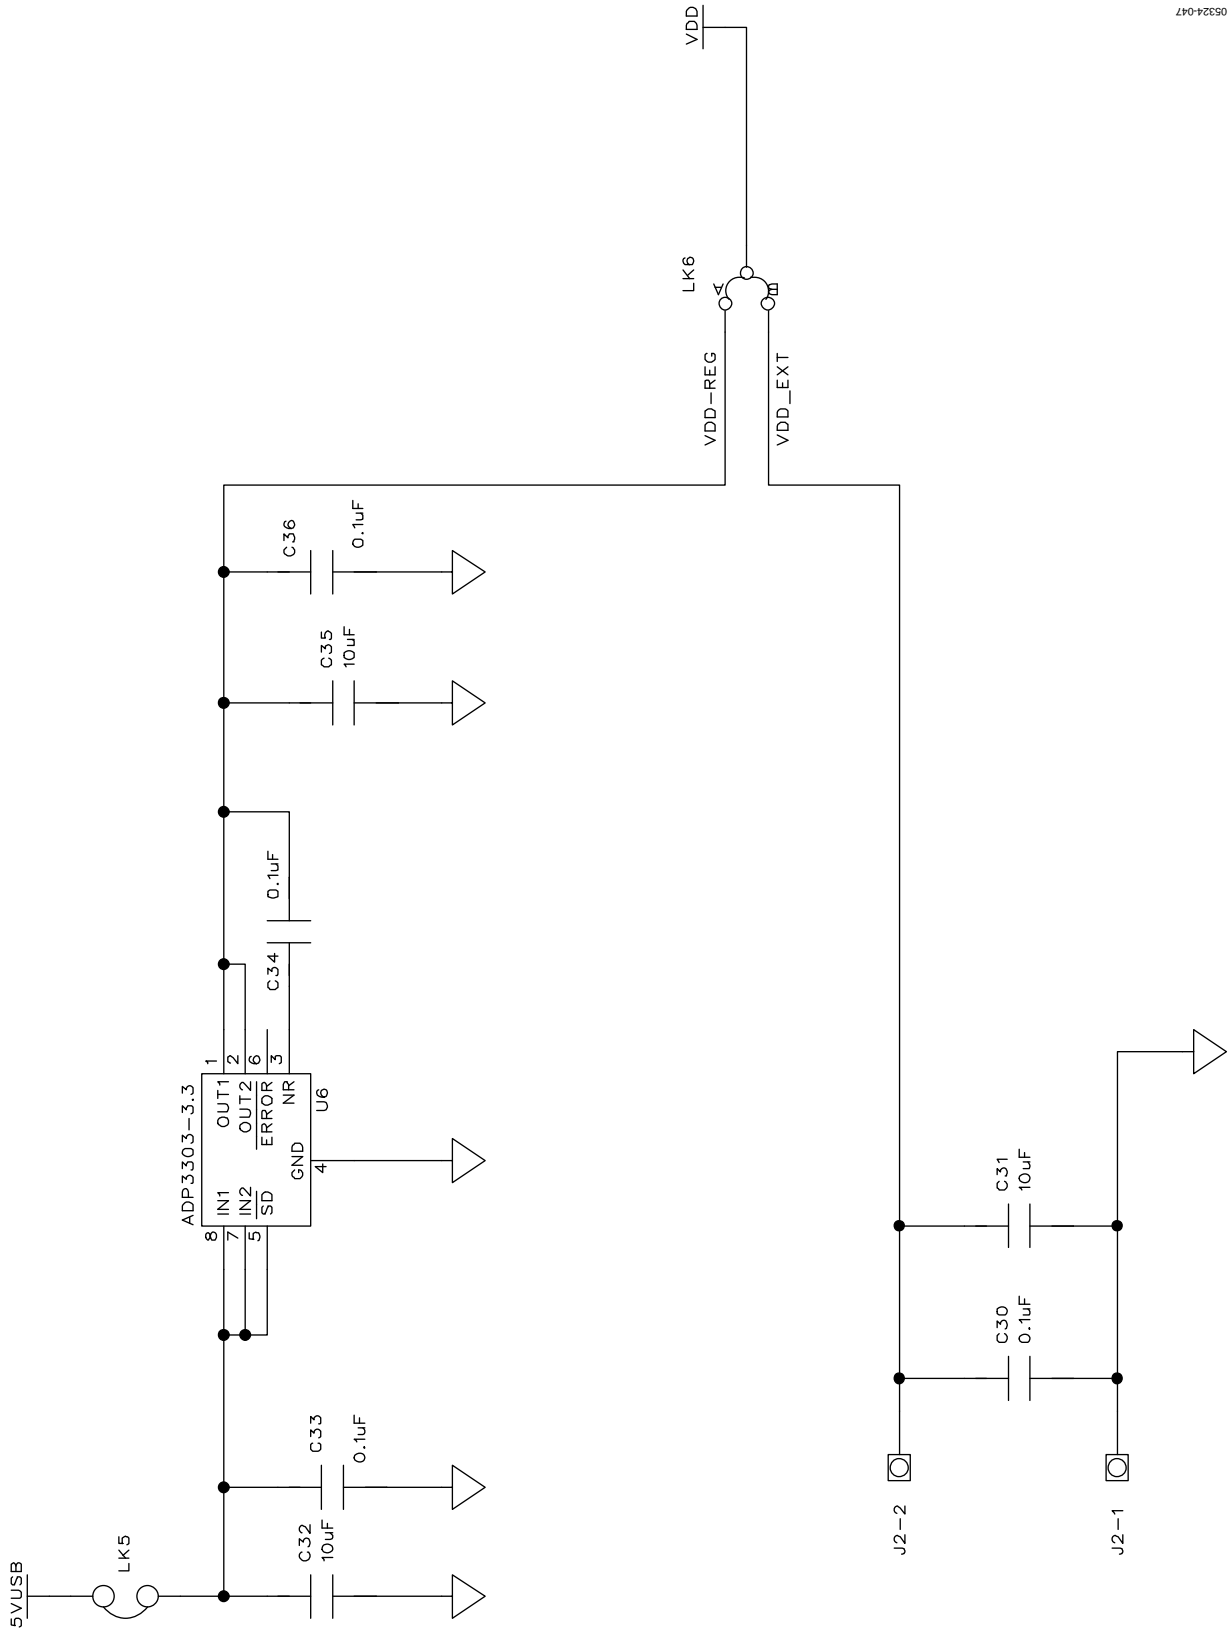 5VUSB
LK5
C32
10uF
C33
0.1uF
ADP3303-3.3
8
7
5
IN1
IN2
SD
GND
4
OUT1
OUT2
ERROR
NR
1
2
6
3
U6
C34
0.1uF
C35
10uF
C36
0.1uF
VDD-REG
VDD_EXT
LK6
A
B
VDD
J2-2
J2-1
C30
0.1uF
C31
10uF
05324-047